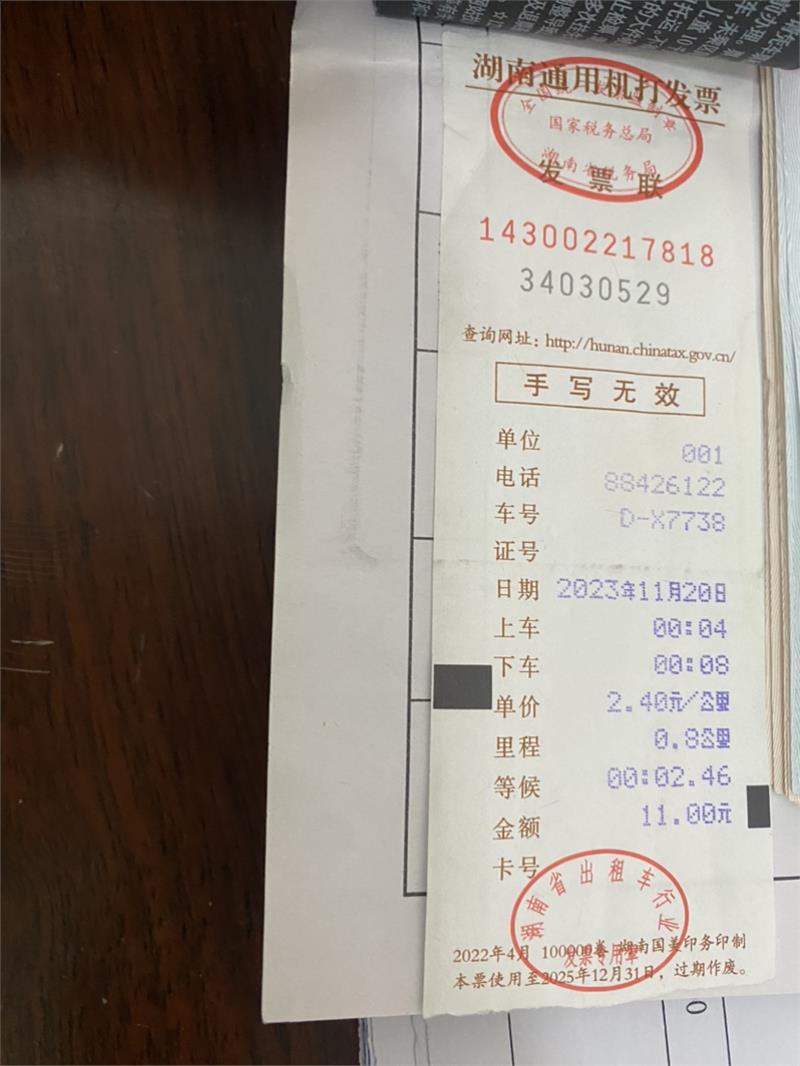 湖南通用机打发票
国家税务总局
湖南省税务局
发票联
143002217818
34030529
查询网址：http://hunan.chinatax.gov.cn/
手写无效
单位 001
电话 88426122
车号 D-X7738
证号
日期 2023年11月20日
上车 00:04
下车 00:08
单价 2.40元/公里
里程 0.8公里
等候 00:02.46
金额 11.00元
卡号
湖南省出租车行业
发票专用章
2022年4月 100000卷 湖南国美印务印制
本票使用至2025年12月31日，过期作废。